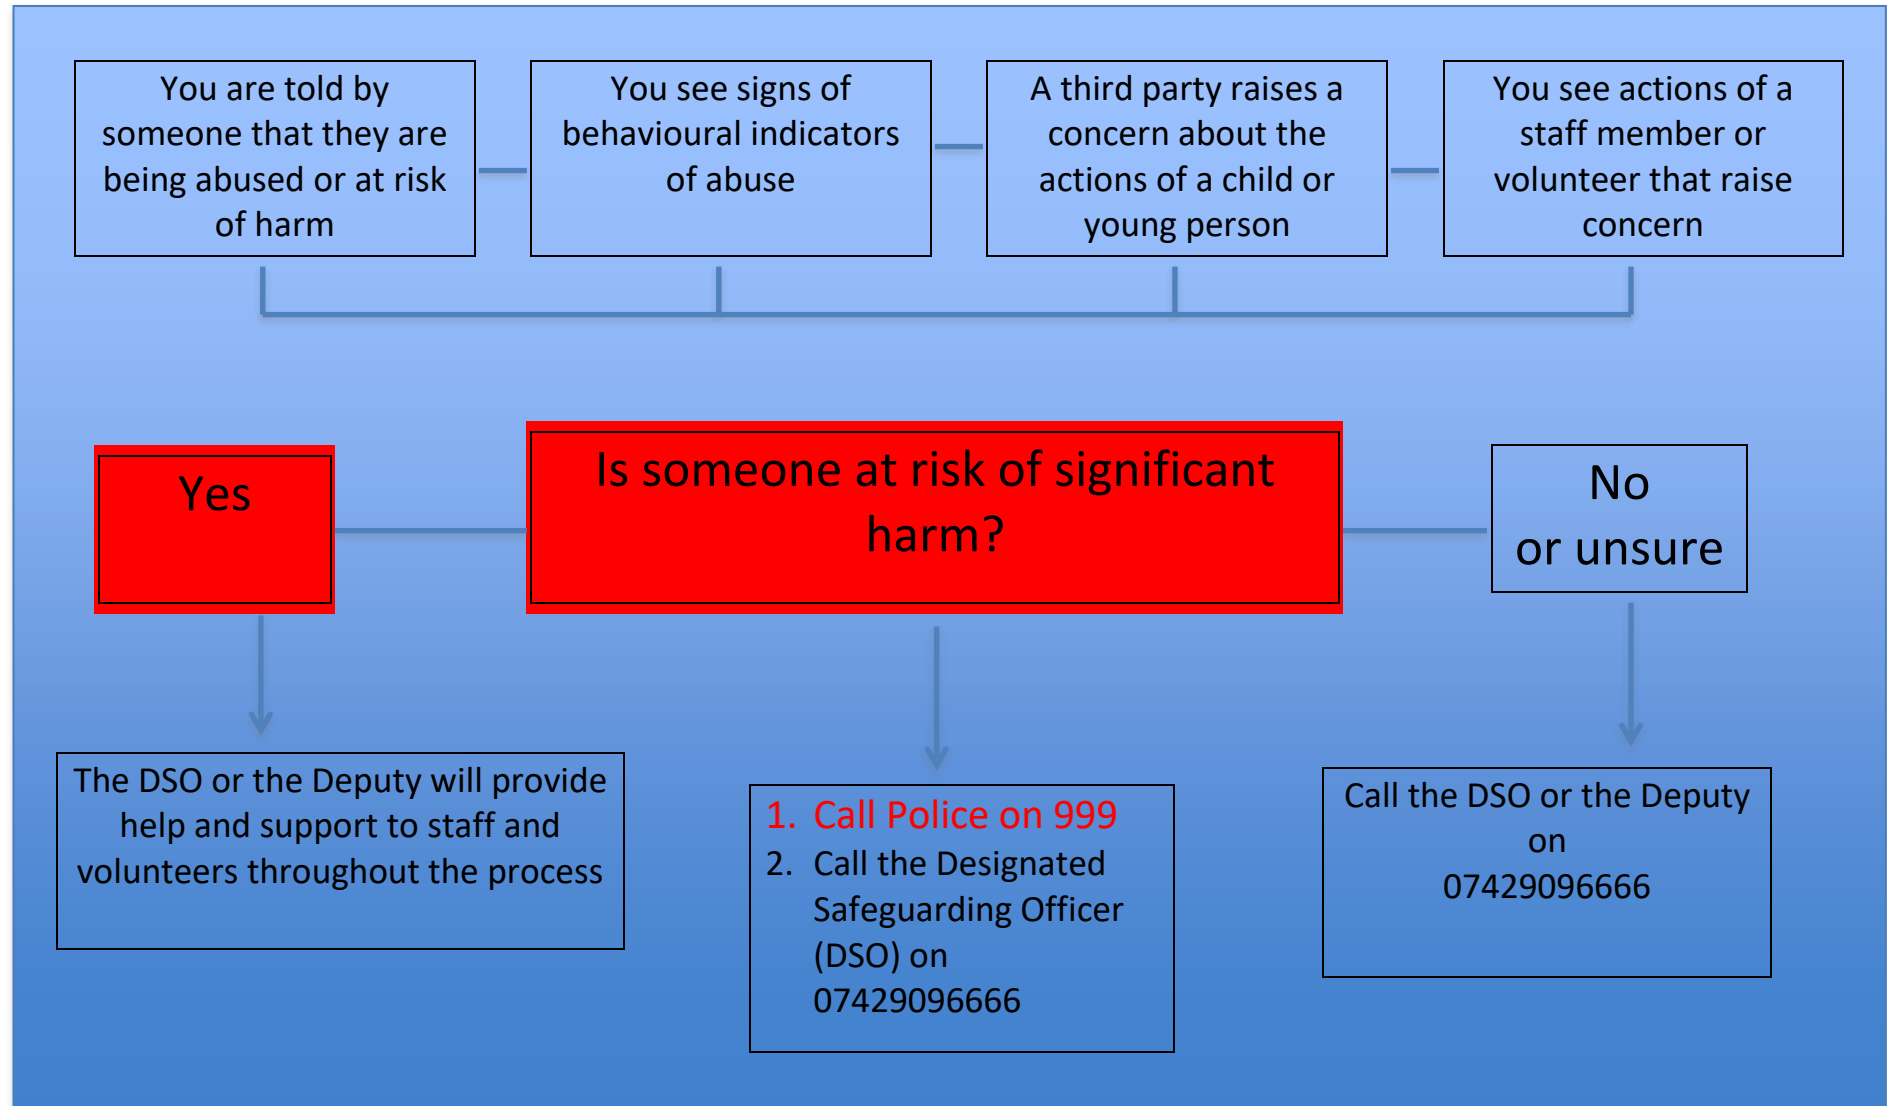 You are told by
someone that they are
being abused or at risk
of harm
You see signs of
behavioural indicators
of abuse
A third party raises a
concern about the
actions of a child or
young person
You see actions of a
staff member or
volunteer that raise
concern
Yes
Is someone at risk of significant
harm?
No
or unsure
The DSO or the Deputy will provide
help and support to staff and
volunteers throughout the process
1. Call Police on 999
2. Call the Designated
Safeguarding Officer
(DSO) on
07429096666
Call the DSO or the Deputy
on
07429096666